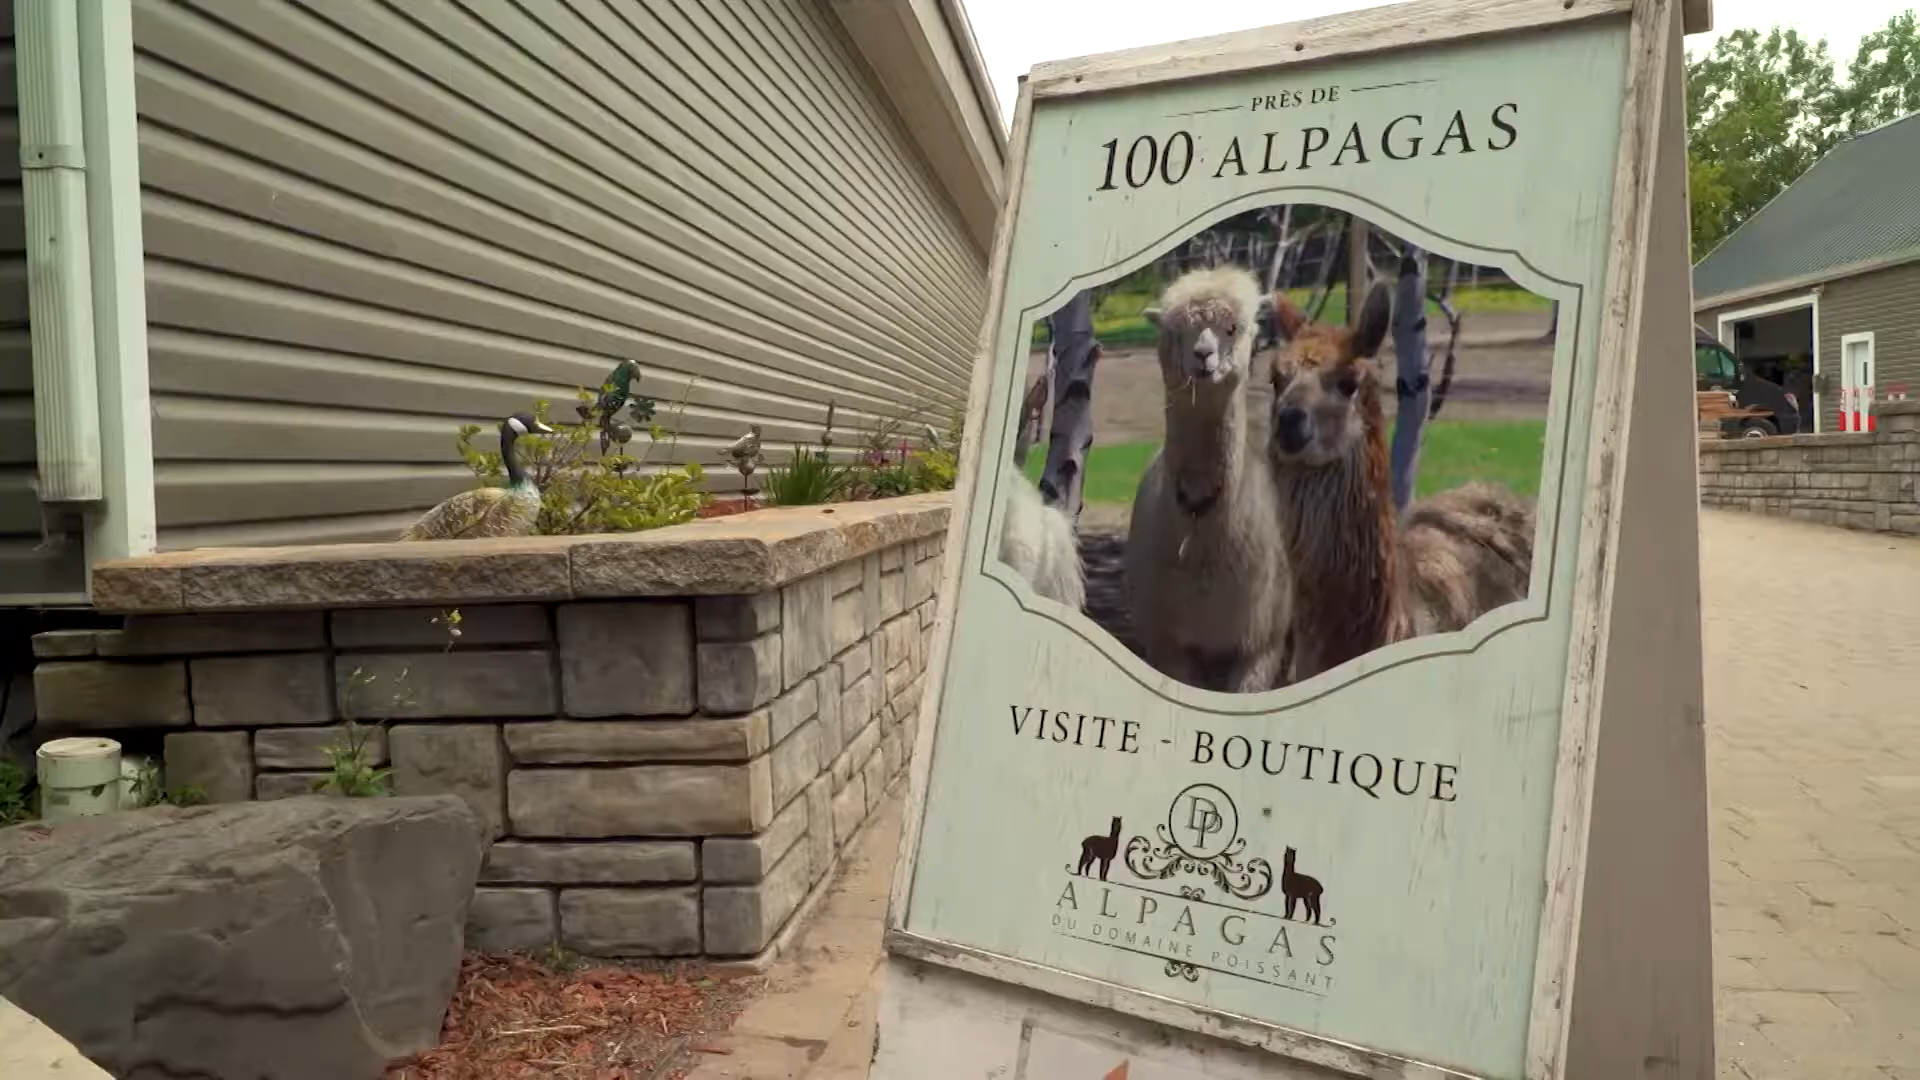 PRÈS DE
100 ALPAGAS
VISITE - BOUTIQUE
DP
ALPAGAS
DU DOMAINE POISSANT